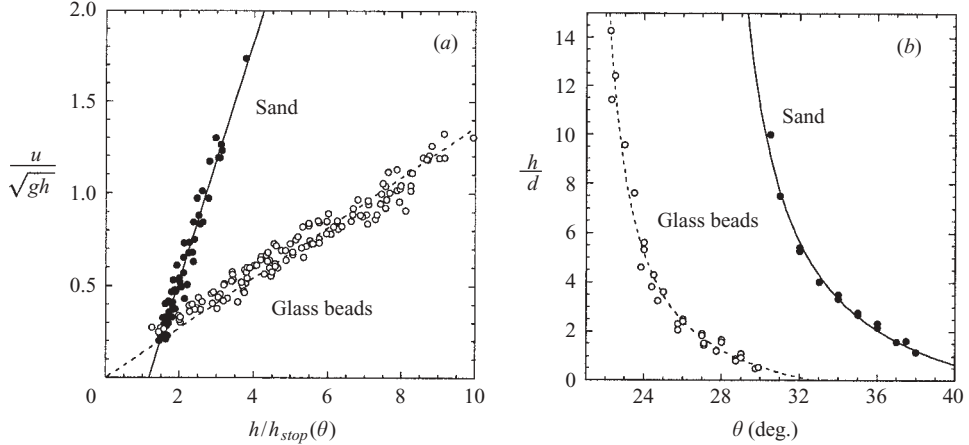 2.0
1.5
1.0
0.5
0
2
4
6
8
10
u
√gh
h/h_stop(θ)
(a)
Sand
Glass beads
14
12
10
8
6
4
2
0
24
28
32
36
40
h
d
θ (deg.)
(b)
Sand
Glass beads